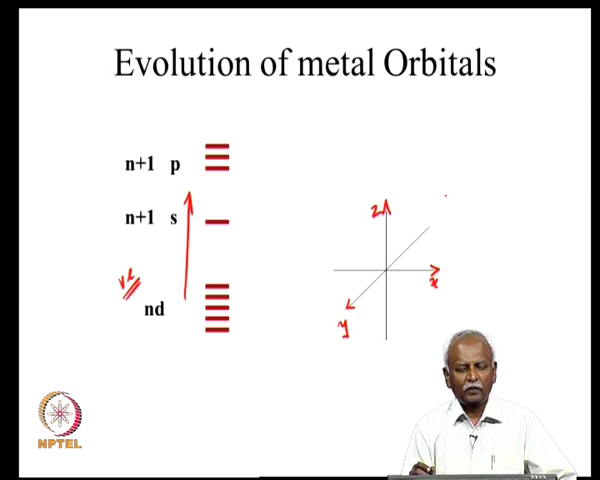 Evolution of metal Orbitals
n+1 p
n+1 s
nd
z
x
y
NPTEL